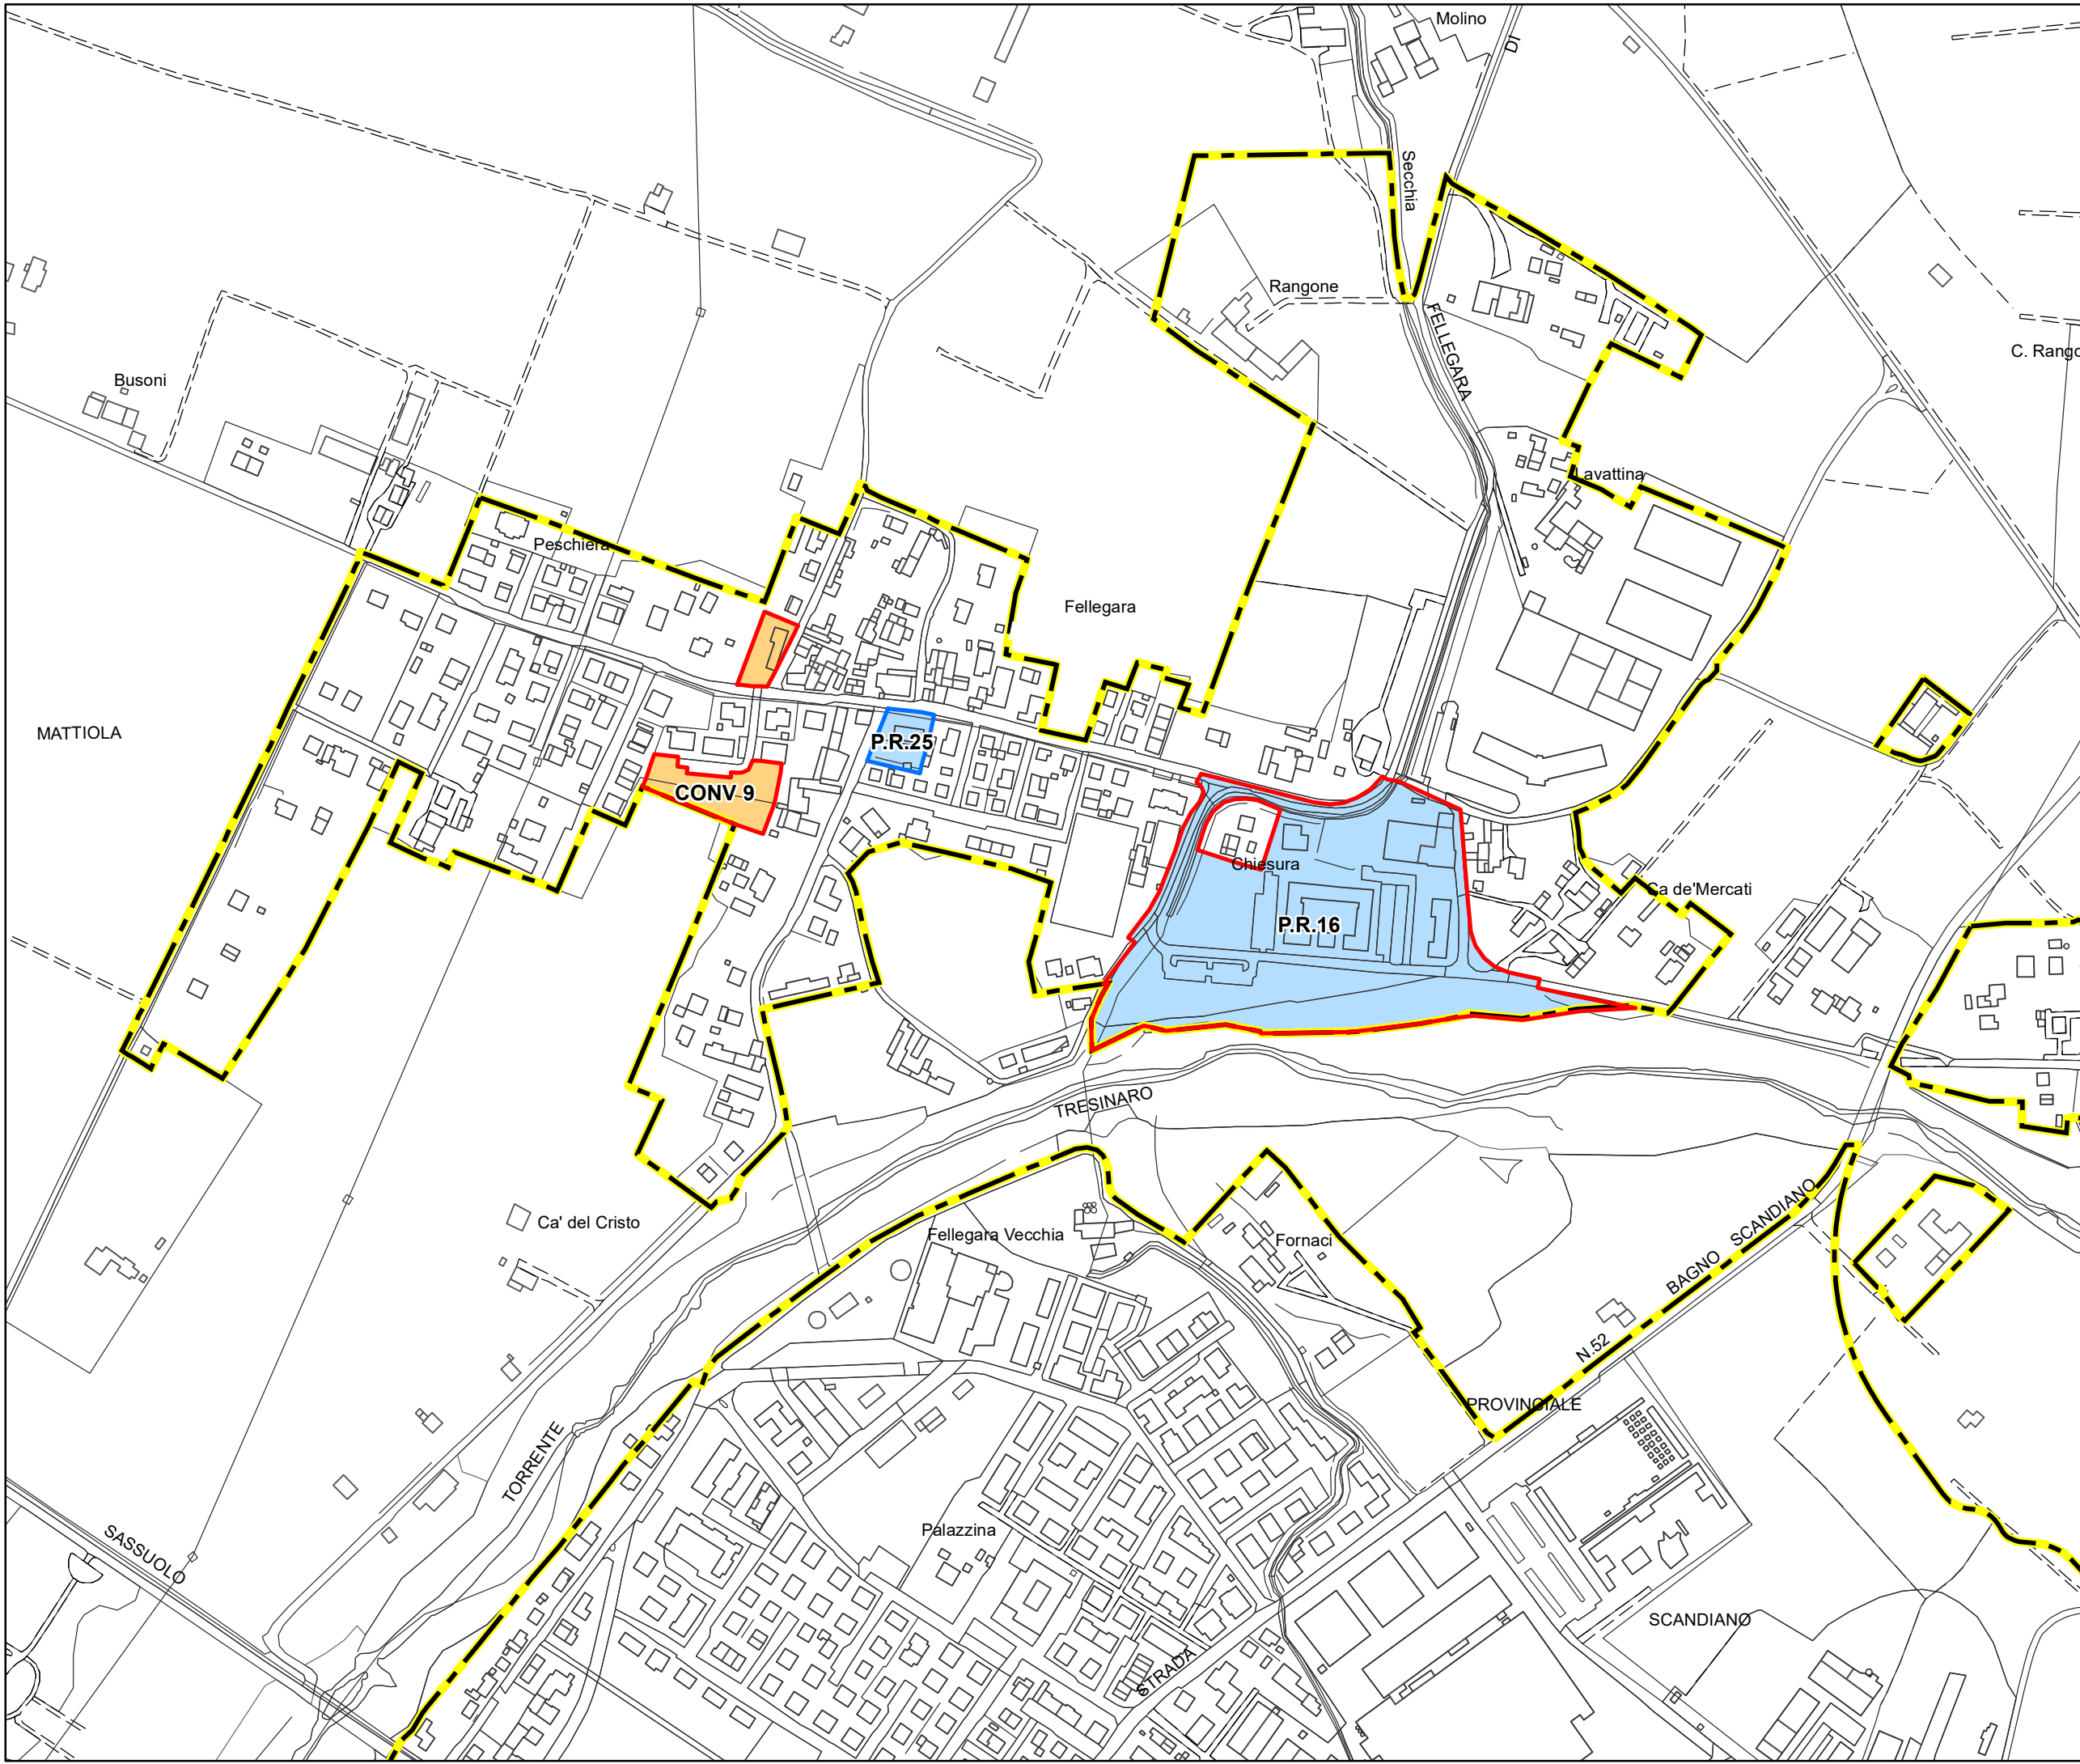 Molino
DI
Secchia
Rangone
FELLEGARA
C. Rango
Busoni
Lavattina
Peschiera
Fellegara
MATTIOLA
P.R.25
CONV 9
Chiesura
Ca de'Mercati
P.R.16
TRESINARO
Ca' del Cristo
Fellegara Vecchia
Fornaci
SCANDIANO
BAGNO
N.52
PROVINCIALE
TORRENTE
Palazzina
SASSUOLO
SCANDIANO
STRADA